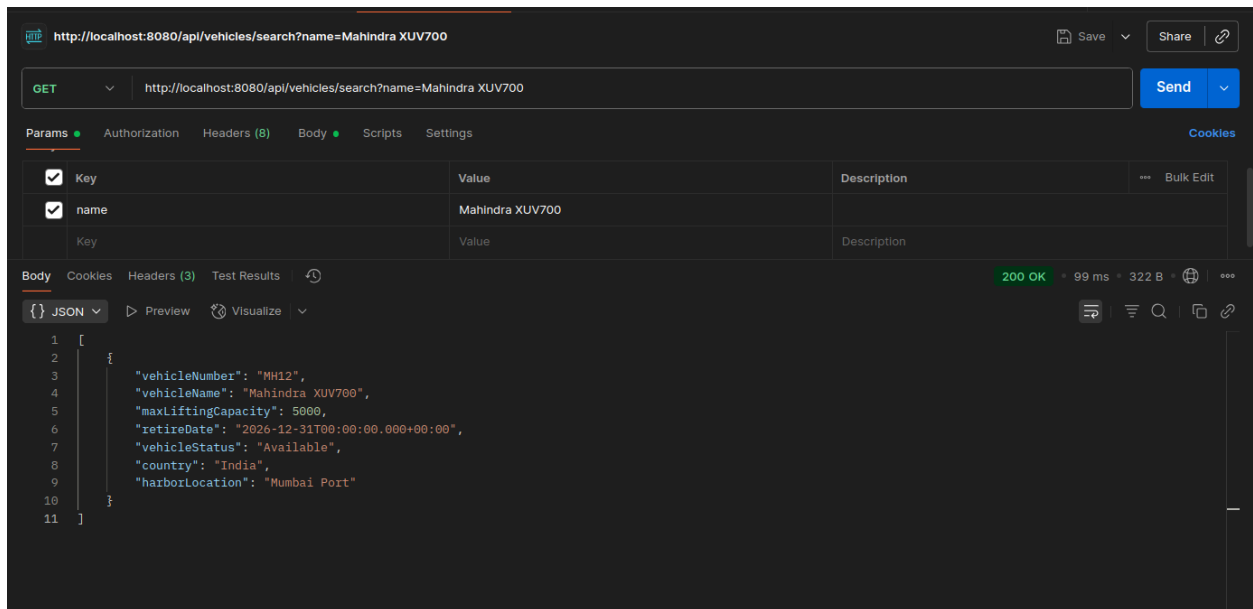 HTTP http://localhost:8080/api/vehicles/search?name=Mahindra XUV700 Save Share
GET http://localhost:8080/api/vehicles/search?name=Mahindra XUV700 Send
Params Authorization Headers (8) Body Scripts Settings Cookies
Key Value Description Bulk Edit
name Mahindra XUV700
Key Value Description
Body Cookies Headers (3) Test Results 200 OK 99 ms 322 B
{} JSON Preview Visualize
1 [
2 {
3 "vehicleNumber": "MH12",
4 "vehicleName": "Mahindra XUV700",
5 "maxLiftingCapacity": 5000,
6 "retireDate": "2026-12-31T00:00:00.000+00:00",
7 "vehicleStatus": "Available",
8 "country": "India",
9 "harborLocation": "Mumbai Port"
10 }
11 ]